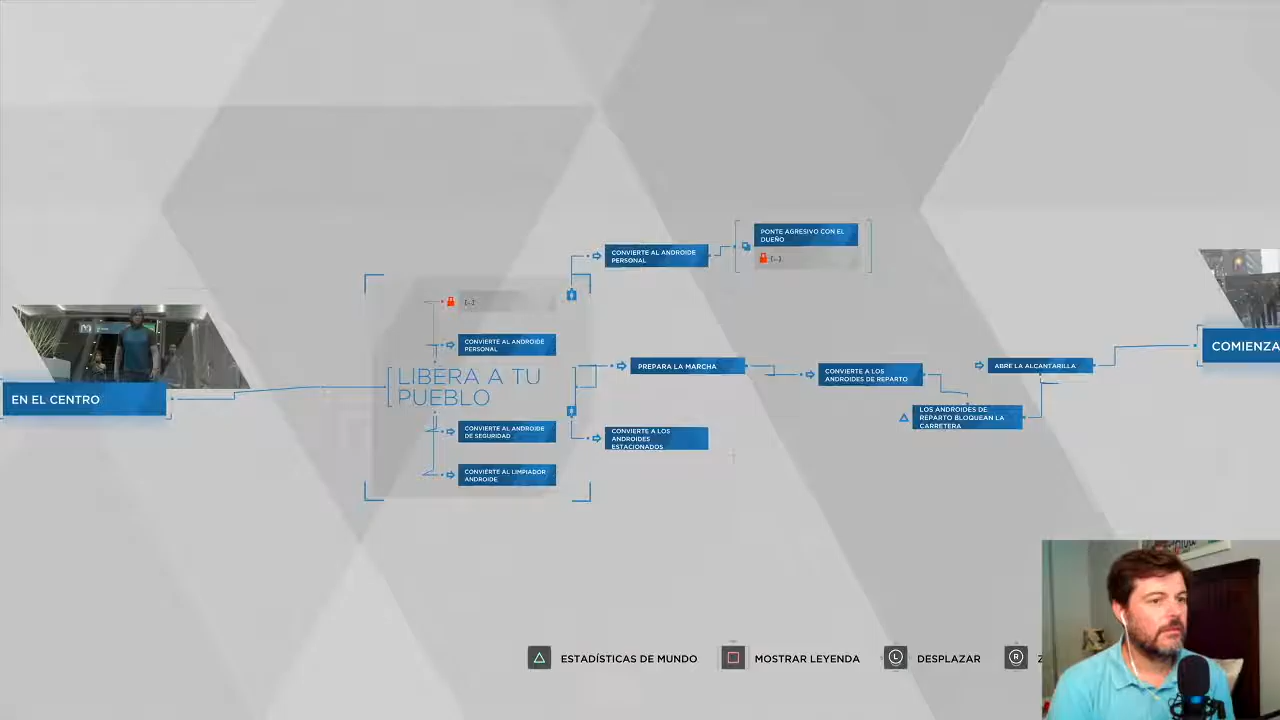 PONTE AGRESIVO CON EL
DUEÑO
[...]
CONVIERTE AL ANDROIDE
PERSONAL
[...]
CONVIERTE AL ANDROIDE
PERSONAL
LIBERA A TU
PUEBLO
EN EL CENTRO
PREPARA LA MARCHA
CONVIERTE A LOS
ANDROIDES DE REPARTO
ABRE LA ALCANTARILLA
COMIENZA
LOS ANDROIDES DE
REPARTO BLOQUEAN LA
CARRETERA
CONVIERTE AL ANDROIDE
DE SEGURIDAD
CONVIERTE A LOS
ANDROIDES
ESTACIONADOS
CONVIERTE AL LIMPIADOR
ANDROIDE
ESTADÍSTICAS DE MUNDO
MOSTRAR LEYENDA
L
DESPLAZAR
R